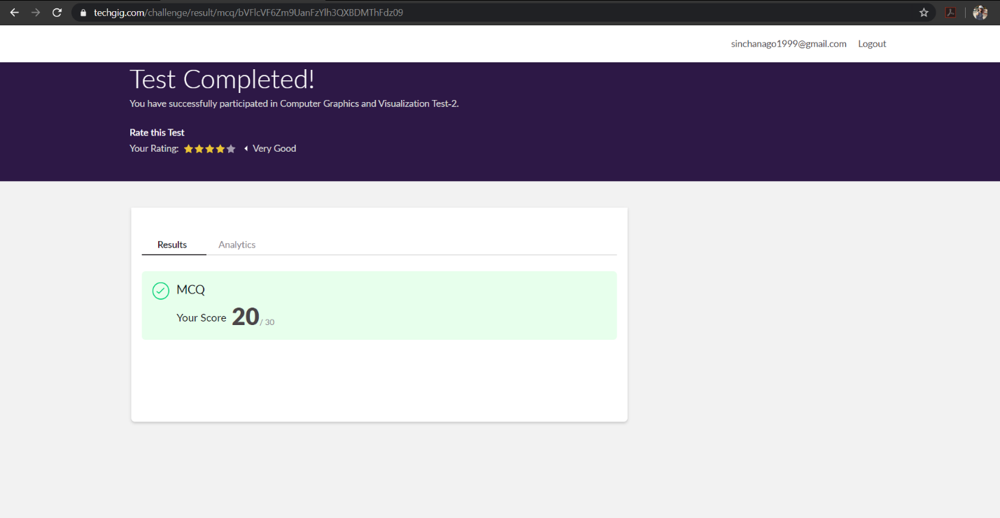 techgig.com/challenge/result/mcq/bVFlcVF6Zm9UanFzYlh3QXBDMThFdz09
sinchanago1999@gmail.com Logout
Test Completed!
You have successfully participated in Computer Graphics and Visualization Test-2.
Rate this Test
Your Rating: Very Good
Results Analytics
MCQ
Your Score 20/ 30